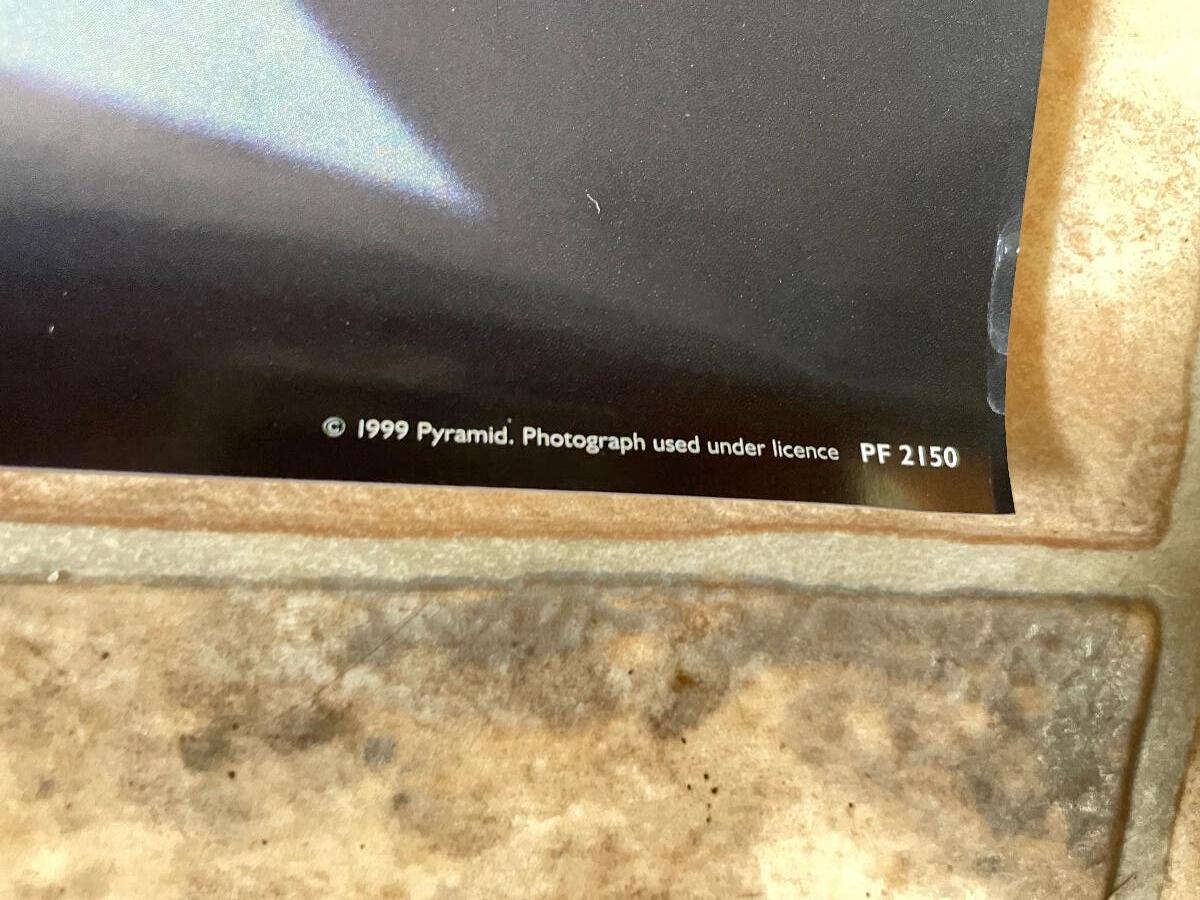 © 1999 Pyramid. Photograph used under licence PF 2150